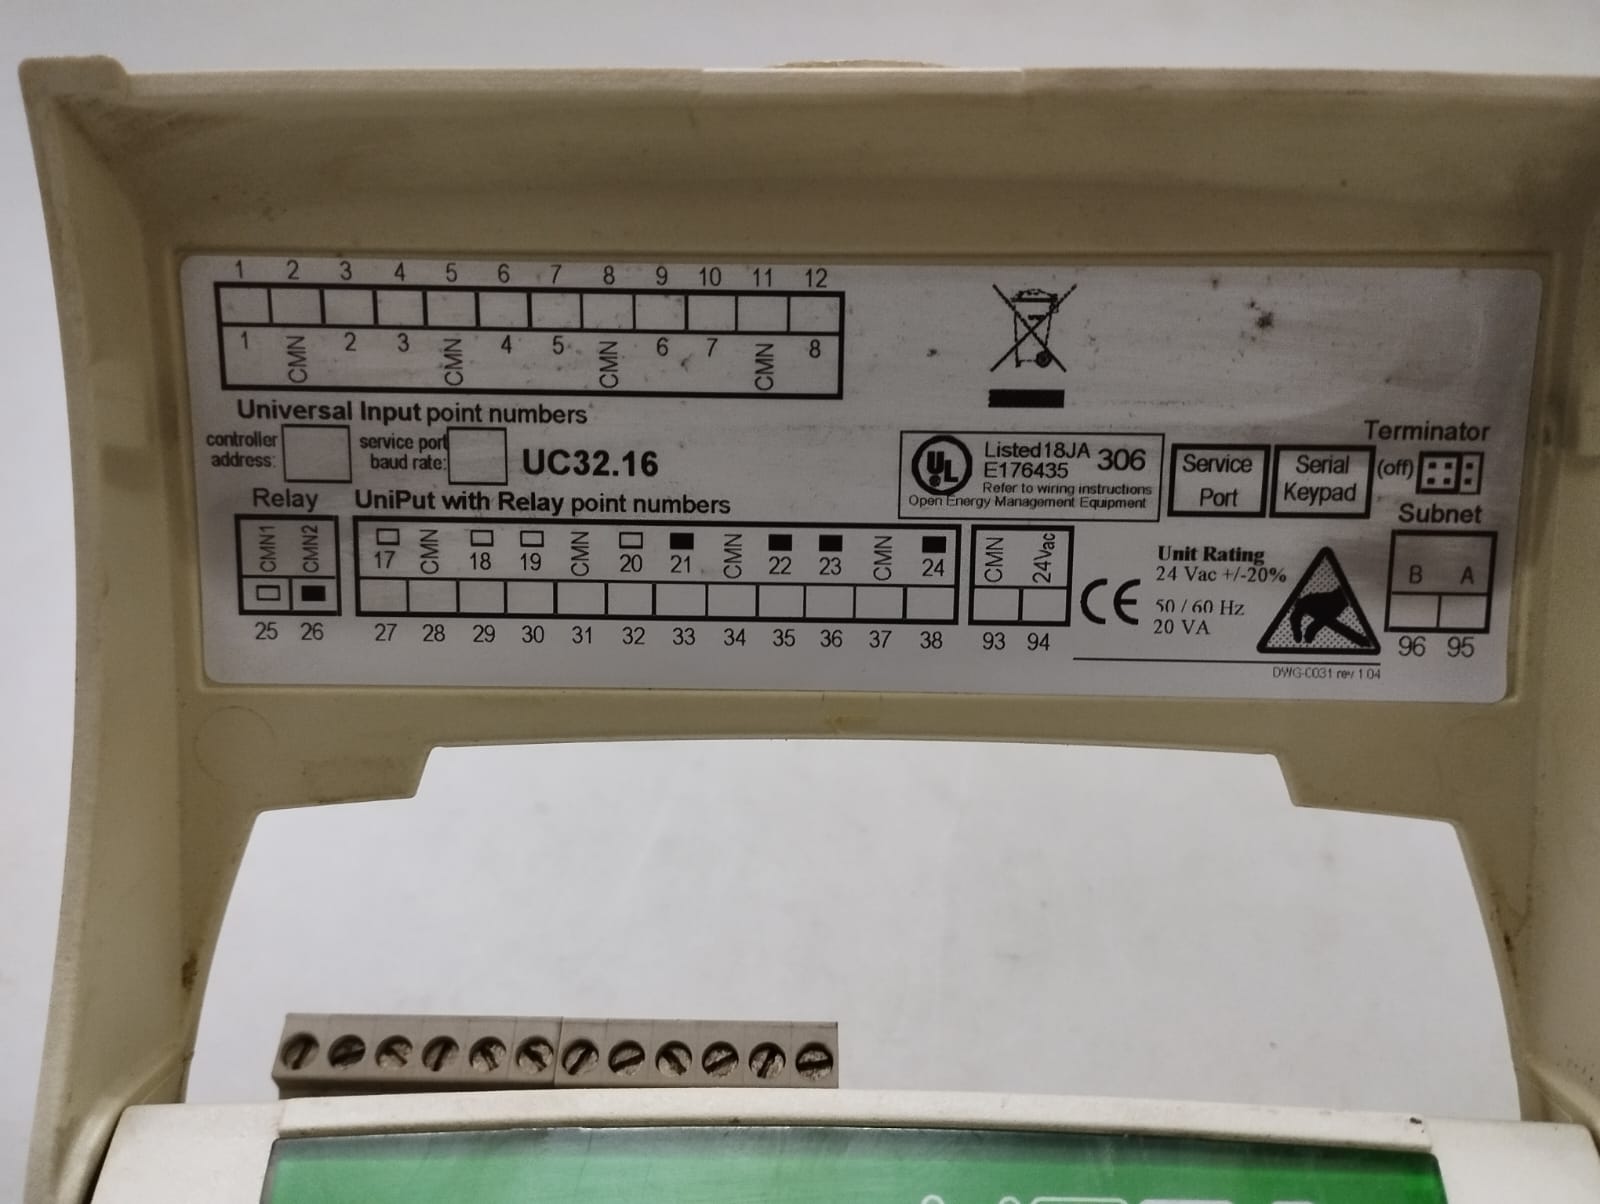 1 2 3 4 5 6 7 8 9 10 11 12
1 CMN 2 3 CMN 4 5 CMN 6 7 CMN 8
Universal Input point numbers
controller address:
service port baud rate:
UC32.16
UL Listed 18JA 306
E176435
Refer to wiring instructions
Open Energy Management Equipment
Service Port
Serial Keypad
Terminator
(off)
Subnet
Relay
UniPut with Relay point numbers
CMN1 CMN2
17 CMN 18 19 CMN 20 21 CMN 22 23 CMN 24
CMN 24Vac
25 26
27 28 29 30 31 32 33 34 35 36 37 38
93 94
CE
Unit Rating
24 Vac +/-20%
50 / 60 Hz
20 VA
B A
96 95
DWG-C031 rev 1.04